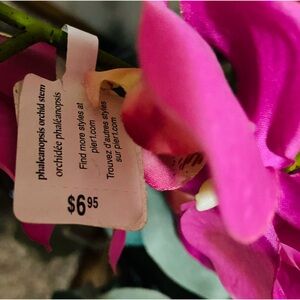 phalaenopsis orchid stem
orchidée phalaenopsis
Find more styles at
pier1.com
Trouvez d'autres styles
sur pier1.com
$6.95